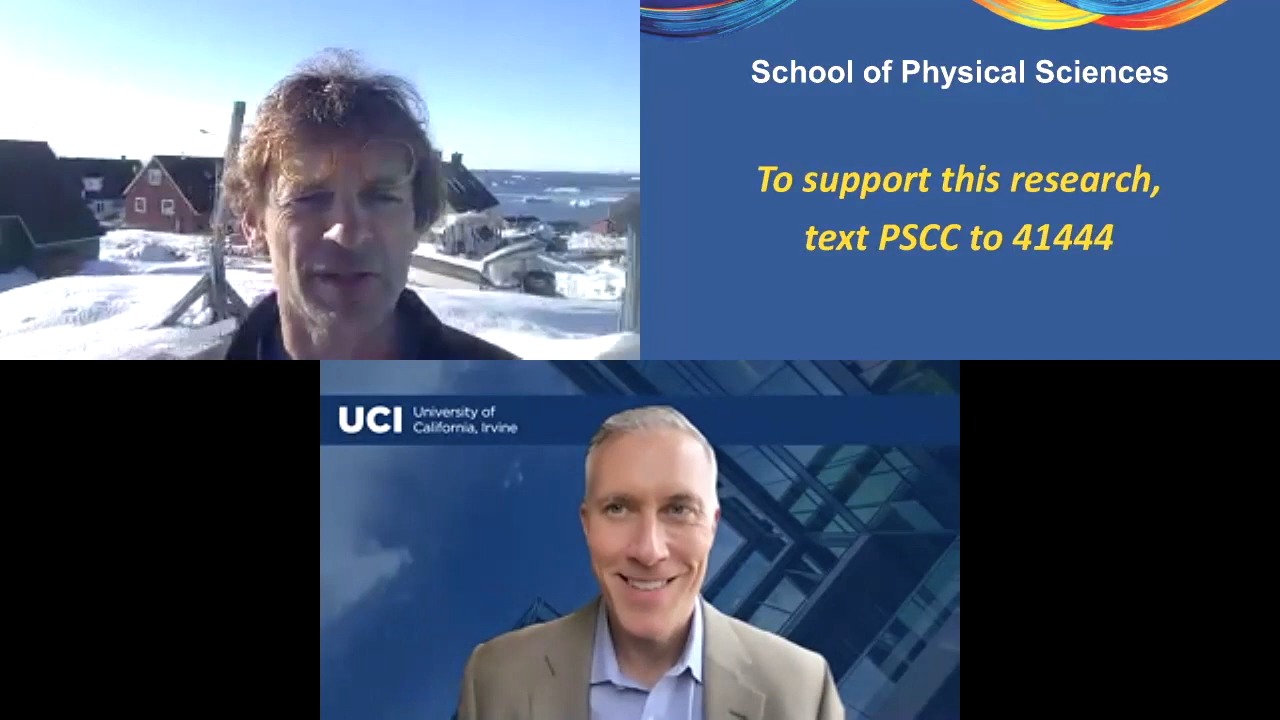 School of Physical Sciences
To support this research,
text PSCC to 41444
UCI University of
California, Irvine